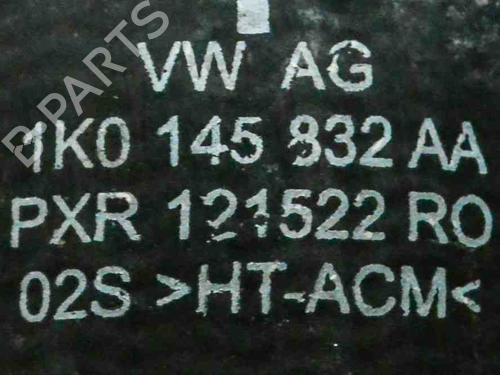 B-PARTS
VW AG
1K0 145 832 AA
PXR 121522 RO
02S >HT-ACM<